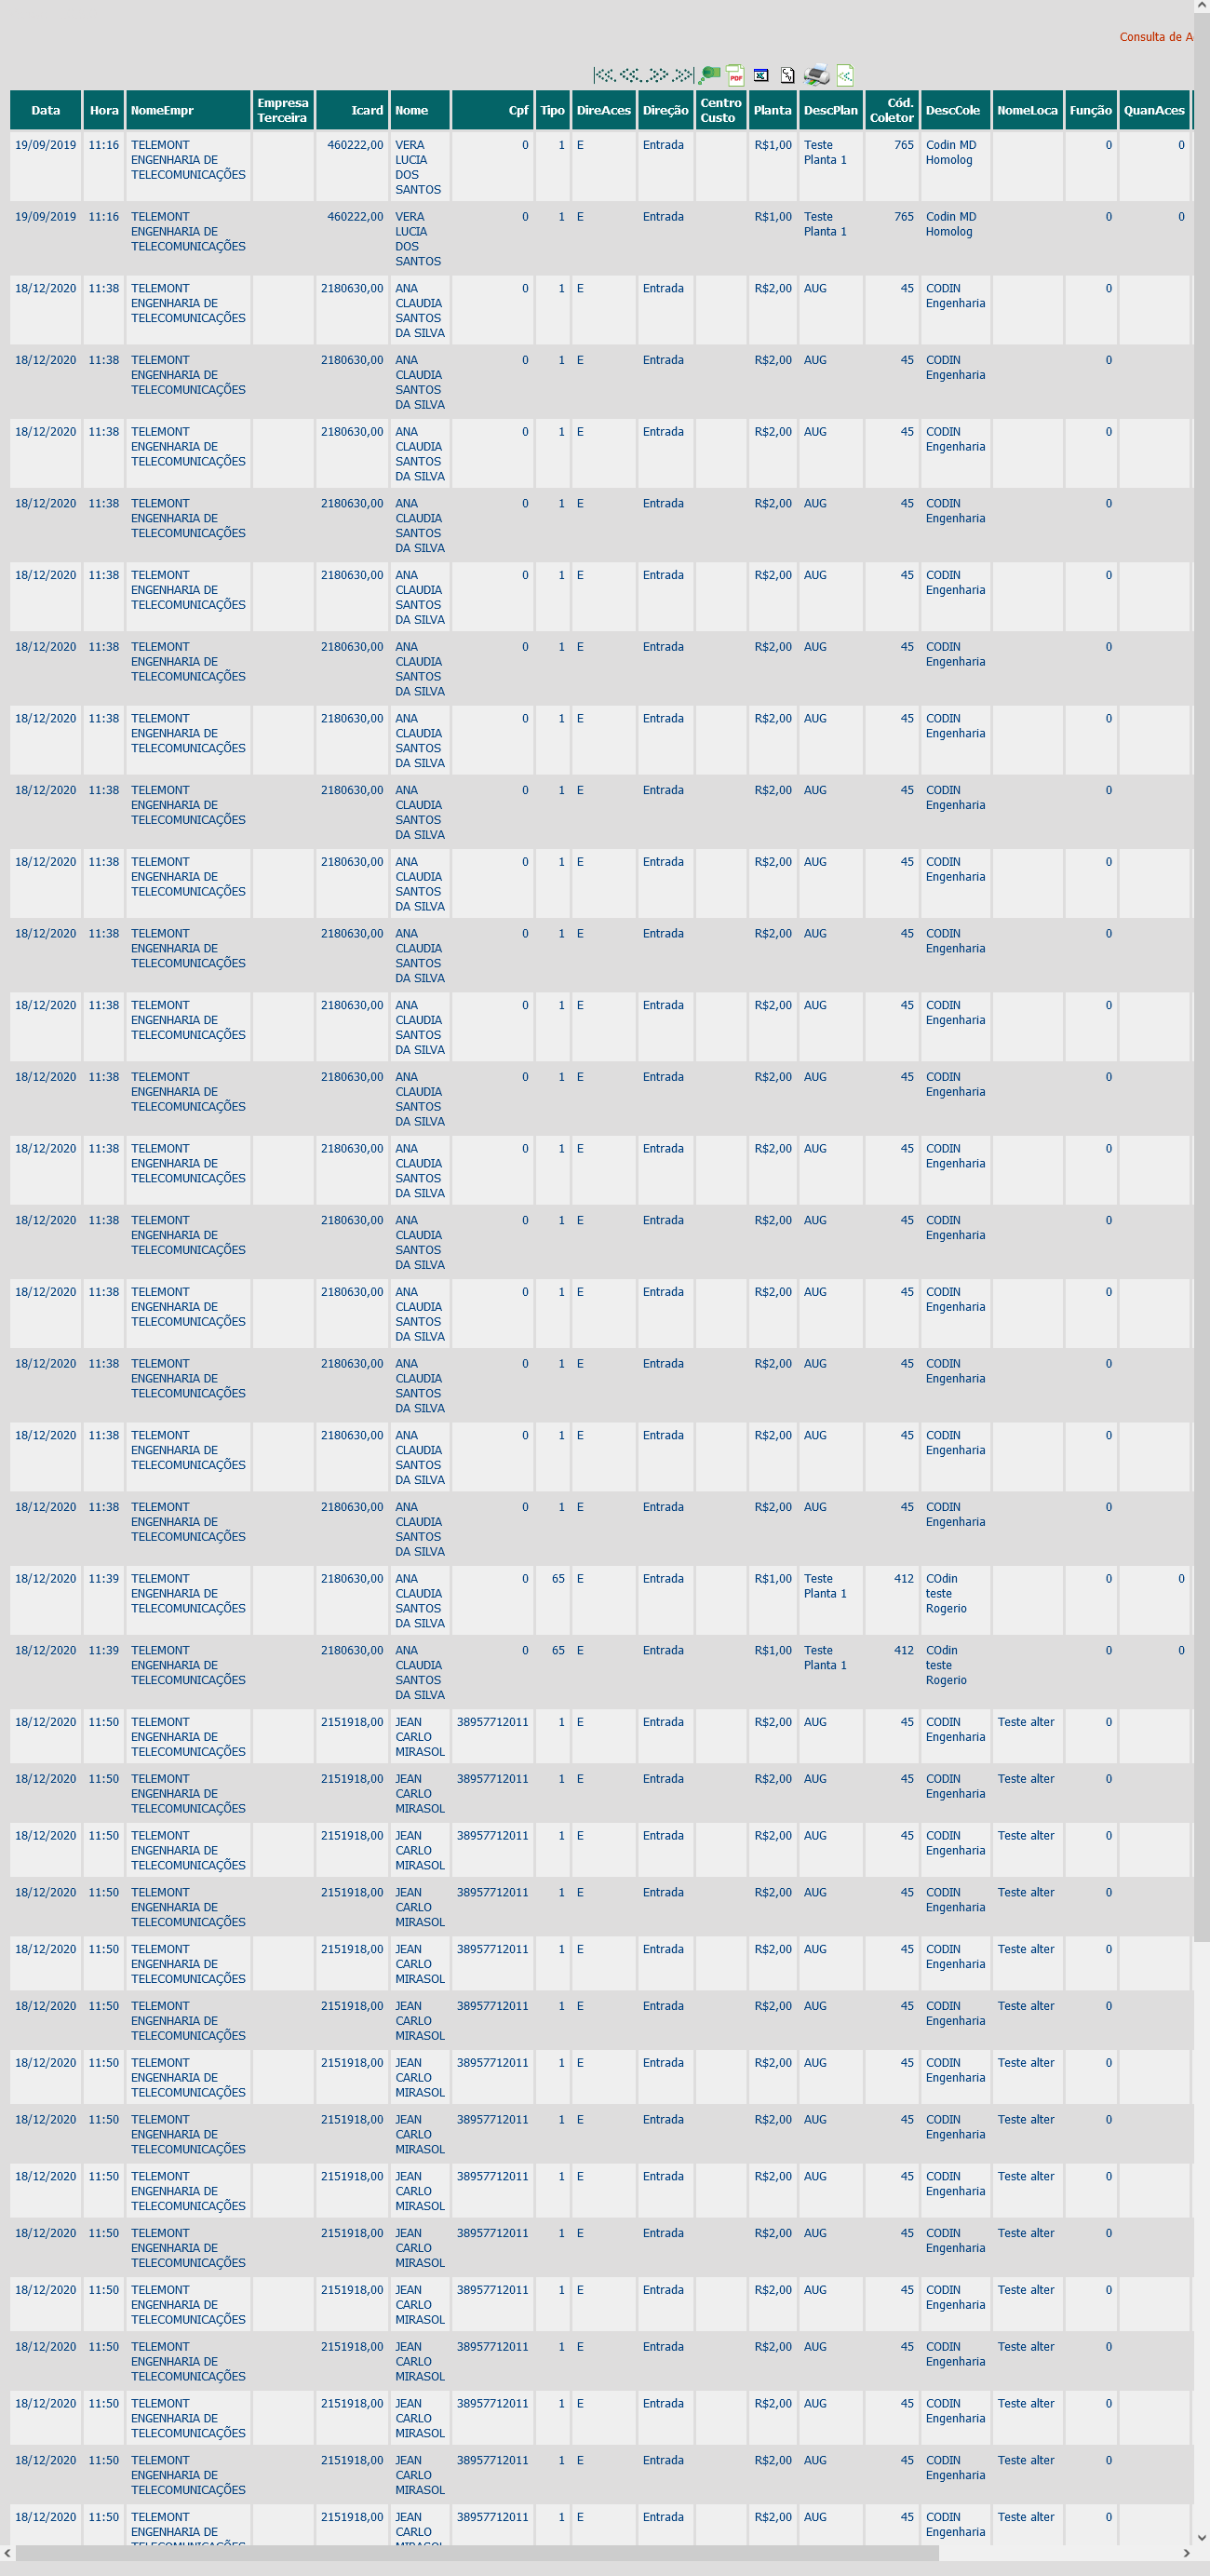 Consulta de A
PDF
Data Hora NomeEmpr Empresa Terceira Icard Nome Cpf Tipo DireAces Direção Centro Custo Planta DescPlan Cód. Coletor DescCole NomeLoca Função QuanAces
19/09/2019 11:16 TELEMONT 460222,00 VERA 0 1 E Entrada R$1,00 Teste 765 Codin MD 0 0
ENGENHARIA DE LUCIA Planta 1 Homolog
TELECOMUNICAÇÕES DOS
SANTOS
19/09/2019 11:16 TELEMONT 460222,00 VERA 0 1 E Entrada R$1,00 Teste 765 Codin MD 0 0
ENGENHARIA DE LUCIA Planta 1 Homolog
TELECOMUNICAÇÕES DOS
SANTOS
18/12/2020 11:38 TELEMONT 2180630,00 ANA 0 1 E Entrada R$2,00 AUG 45 CODIN 0
ENGENHARIA DE CLAUDIA Engenharia
TELECOMUNICAÇÕES SANTOS
DA SILVA
18/12/2020 11:38 TELEMONT 2180630,00 ANA 0 1 E Entrada R$2,00 AUG 45 CODIN 0
ENGENHARIA DE CLAUDIA Engenharia
TELECOMUNICAÇÕES SANTOS
DA SILVA
18/12/2020 11:38 TELEMONT 2180630,00 ANA 0 1 E Entrada R$2,00 AUG 45 CODIN 0
ENGENHARIA DE CLAUDIA Engenharia
TELECOMUNICAÇÕES SANTOS
DA SILVA
18/12/2020 11:38 TELEMONT 2180630,00 ANA 0 1 E Entrada R$2,00 AUG 45 CODIN 0
ENGENHARIA DE CLAUDIA Engenharia
TELECOMUNICAÇÕES SANTOS
DA SILVA
18/12/2020 11:38 TELEMONT 2180630,00 ANA 0 1 E Entrada R$2,00 AUG 45 CODIN 0
ENGENHARIA DE CLAUDIA Engenharia
TELECOMUNICAÇÕES SANTOS
DA SILVA
18/12/2020 11:38 TELEMONT 2180630,00 ANA 0 1 E Entrada R$2,00 AUG 45 CODIN 0
ENGENHARIA DE CLAUDIA Engenharia
TELECOMUNICAÇÕES SANTOS
DA SILVA
18/12/2020 11:38 TELEMONT 2180630,00 ANA 0 1 E Entrada R$2,00 AUG 45 CODIN 0
ENGENHARIA DE CLAUDIA Engenharia
TELECOMUNICAÇÕES SANTOS
DA SILVA
18/12/2020 11:38 TELEMONT 2180630,00 ANA 0 1 E Entrada R$2,00 AUG 45 CODIN 0
ENGENHARIA DE CLAUDIA Engenharia
TELECOMUNICAÇÕES SANTOS
DA SILVA
18/12/2020 11:38 TELEMONT 2180630,00 ANA 0 1 E Entrada R$2,00 AUG 45 CODIN 0
ENGENHARIA DE CLAUDIA Engenharia
TELECOMUNICAÇÕES SANTOS
DA SILVA
18/12/2020 11:38 TELEMONT 2180630,00 ANA 0 1 E Entrada R$2,00 AUG 45 CODIN 0
ENGENHARIA DE CLAUDIA Engenharia
TELECOMUNICAÇÕES SANTOS
DA SILVA
18/12/2020 11:38 TELEMONT 2180630,00 ANA 0 1 E Entrada R$2,00 AUG 45 CODIN 0
ENGENHARIA DE CLAUDIA Engenharia
TELECOMUNICAÇÕES SANTOS
DA SILVA
18/12/2020 11:38 TELEMONT 2180630,00 ANA 0 1 E Entrada R$2,00 AUG 45 CODIN 0
ENGENHARIA DE CLAUDIA Engenharia
TELECOMUNICAÇÕES SANTOS
DA SILVA
18/12/2020 11:38 TELEMONT 2180630,00 ANA 0 1 E Entrada R$2,00 AUG 45 CODIN 0
ENGENHARIA DE CLAUDIA Engenharia
TELECOMUNICAÇÕES SANTOS
DA SILVA
18/12/2020 11:38 TELEMONT 2180630,00 ANA 0 1 E Entrada R$2,00 AUG 45 CODIN 0
ENGENHARIA DE CLAUDIA Engenharia
TELECOMUNICAÇÕES SANTOS
DA SILVA
18/12/2020 11:38 TELEMONT 2180630,00 ANA 0 1 E Entrada R$2,00 AUG 45 CODIN 0
ENGENHARIA DE CLAUDIA Engenharia
TELECOMUNICAÇÕES SANTOS
DA SILVA
18/12/2020 11:38 TELEMONT 2180630,00 ANA 0 1 E Entrada R$2,00 AUG 45 CODIN 0
ENGENHARIA DE CLAUDIA Engenharia
TELECOMUNICAÇÕES SANTOS
DA SILVA
18/12/2020 11:38 TELEMONT 2180630,00 ANA 0 1 E Entrada R$2,00 AUG 45 CODIN 0
ENGENHARIA DE CLAUDIA Engenharia
TELECOMUNICAÇÕES SANTOS
DA SILVA
18/12/2020 11:38 TELEMONT 2180630,00 ANA 0 1 E Entrada R$2,00 AUG 45 CODIN 0
ENGENHARIA DE CLAUDIA Engenharia
TELECOMUNICAÇÕES SANTOS
DA SILVA
18/12/2020 11:39 TELEMONT 2180630,00 ANA 0 65 E Entrada R$1,00 Teste 412 COdin 0 0
ENGENHARIA DE CLAUDIA Planta 1 teste
TELECOMUNICAÇÕES SANTOS Rogerio
DA SILVA
18/12/2020 11:39 TELEMONT 2180630,00 ANA 0 65 E Entrada R$1,00 Teste 412 COdin 0 0
ENGENHARIA DE CLAUDIA Planta 1 teste
TELECOMUNICAÇÕES SANTOS Rogerio
DA SILVA
18/12/2020 11:50 TELEMONT 2151918,00 JEAN 38957712011 1 E Entrada R$2,00 AUG 45 CODIN Teste alter 0
ENGENHARIA DE CARLO Engenharia
TELECOMUNICAÇÕES MIRASOL
18/12/2020 11:50 TELEMONT 2151918,00 JEAN 38957712011 1 E Entrada R$2,00 AUG 45 CODIN Teste alter 0
ENGENHARIA DE CARLO Engenharia
TELECOMUNICAÇÕES MIRASOL
18/12/2020 11:50 TELEMONT 2151918,00 JEAN 38957712011 1 E Entrada R$2,00 AUG 45 CODIN Teste alter 0
ENGENHARIA DE CARLO Engenharia
TELECOMUNICAÇÕES MIRASOL
18/12/2020 11:50 TELEMONT 2151918,00 JEAN 38957712011 1 E Entrada R$2,00 AUG 45 CODIN Teste alter 0
ENGENHARIA DE CARLO Engenharia
TELECOMUNICAÇÕES MIRASOL
18/12/2020 11:50 TELEMONT 2151918,00 JEAN 38957712011 1 E Entrada R$2,00 AUG 45 CODIN Teste alter 0
ENGENHARIA DE CARLO Engenharia
TELECOMUNICAÇÕES MIRASOL
18/12/2020 11:50 TELEMONT 2151918,00 JEAN 38957712011 1 E Entrada R$2,00 AUG 45 CODIN Teste alter 0
ENGENHARIA DE CARLO Engenharia
TELECOMUNICAÇÕES MIRASOL
18/12/2020 11:50 TELEMONT 2151918,00 JEAN 38957712011 1 E Entrada R$2,00 AUG 45 CODIN Teste alter 0
ENGENHARIA DE CARLO Engenharia
TELECOMUNICAÇÕES MIRASOL
18/12/2020 11:50 TELEMONT 2151918,00 JEAN 38957712011 1 E Entrada R$2,00 AUG 45 CODIN Teste alter 0
ENGENHARIA DE CARLO Engenharia
TELECOMUNICAÇÕES MIRASOL
18/12/2020 11:50 TELEMONT 2151918,00 JEAN 38957712011 1 E Entrada R$2,00 AUG 45 CODIN Teste alter 0
ENGENHARIA DE CARLO Engenharia
TELECOMUNICAÇÕES MIRASOL
18/12/2020 11:50 TELEMONT 2151918,00 JEAN 38957712011 1 E Entrada R$2,00 AUG 45 CODIN Teste alter 0
ENGENHARIA DE CARLO Engenharia
TELECOMUNICAÇÕES MIRASOL
18/12/2020 11:50 TELEMONT 2151918,00 JEAN 38957712011 1 E Entrada R$2,00 AUG 45 CODIN Teste alter 0
ENGENHARIA DE CARLO Engenharia
TELECOMUNICAÇÕES MIRASOL
18/12/2020 11:50 TELEMONT 2151918,00 JEAN 38957712011 1 E Entrada R$2,00 AUG 45 CODIN Teste alter 0
ENGENHARIA DE CARLO Engenharia
TELECOMUNICAÇÕES MIRASOL
18/12/2020 11:50 TELEMONT 2151918,00 JEAN 38957712011 1 E Entrada R$2,00 AUG 45 CODIN Teste alter 0
ENGENHARIA DE CARLO Engenharia
TELECOMUNICAÇÕES MIRASOL
18/12/2020 11:50 TELEMONT 2151918,00 JEAN 38957712011 1 E Entrada R$2,00 AUG 45 CODIN Teste alter 0
ENGENHARIA DE CARLO Engenharia
TELECOMUNICAÇÕES MIRASOL
18/12/2020 11:50 TELEMONT 2151918,00 JEAN 38957712011 1 E Entrada R$2,00 AUG 45 CODIN Teste alter 0
ENGENHARIA DE CARLO Engenharia